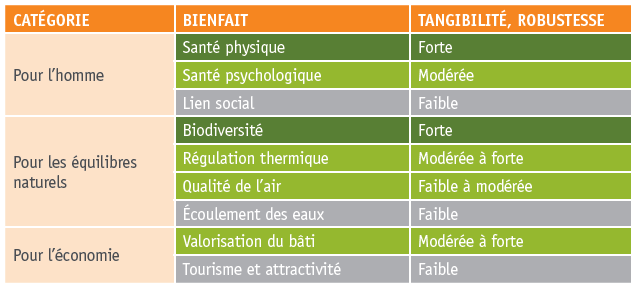 CATÉGORIE BIENFAIT TANGIBILITÉ, ROBUSTESSE
Pour l’homme
Santé physique Forte
Santé psychologique Modérée
Lien social Faible
Pour les équilibres
naturels
Biodiversité Forte
Régulation thermique Modérée à forte
Qualité de l’air Faible à modérée
Écoulement des eaux Faible
Pour l’économie
Valorisation du bâti Modérée à forte
Tourisme et attractivité Faible